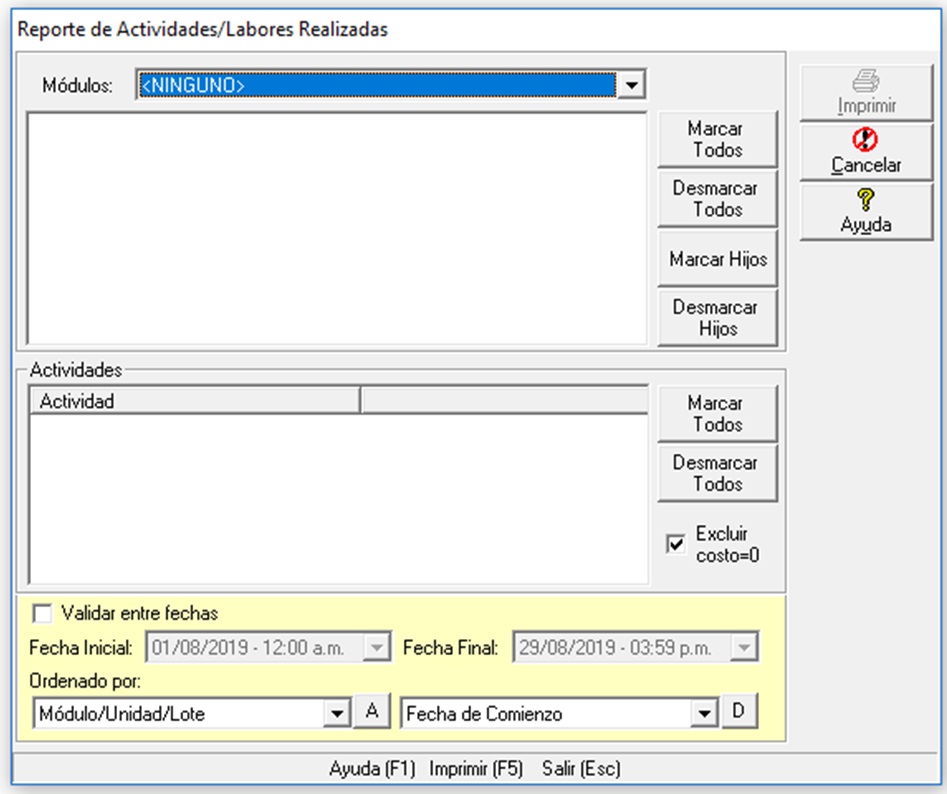 Reporte de Actividades/Labores Realizadas
Módulos: <NINGUNO>
Imprimir
Cancelar
Ayuda
Marcar
Todos
Desmarcar
Todos
Marcar Hijos
Desmarcar
Hijos
Actividades
Actividad
Marcar
Todos
Desmarcar
Todos
Excluir
costo=0
Validar entre fechas
Fecha Inicial: 01/08/2019 - 12:00 a.m. Fecha Final: 29/08/2019 - 03:59 p.m.
Ordenado por:
Módulo/Unidad/Lote A Fecha de Comienzo D
Ayuda (F1) Imprimir (F5) Salir (Esc)